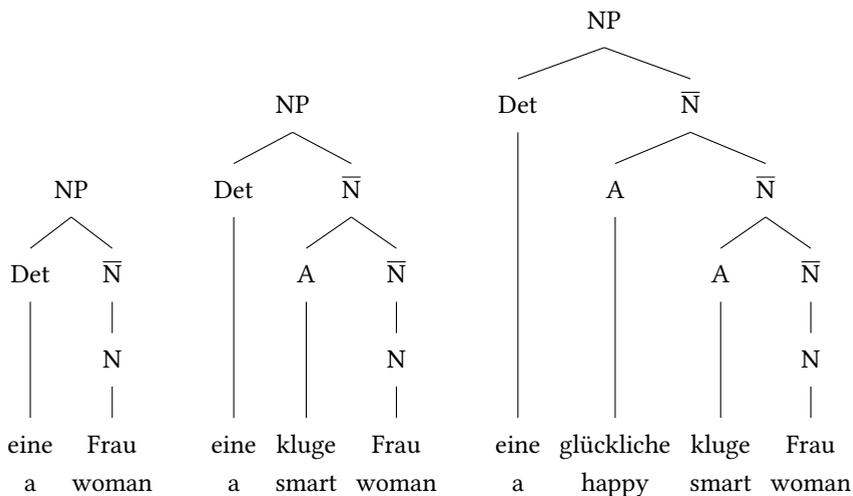 NP
NP
Det N̅
NP
Det N̅
A N̅
Det N̅
A N̅
A N̅
N
N
N
eine Frau eine kluge Frau eine glückliche kluge Frau
a woman a smart woman a happy smart woman